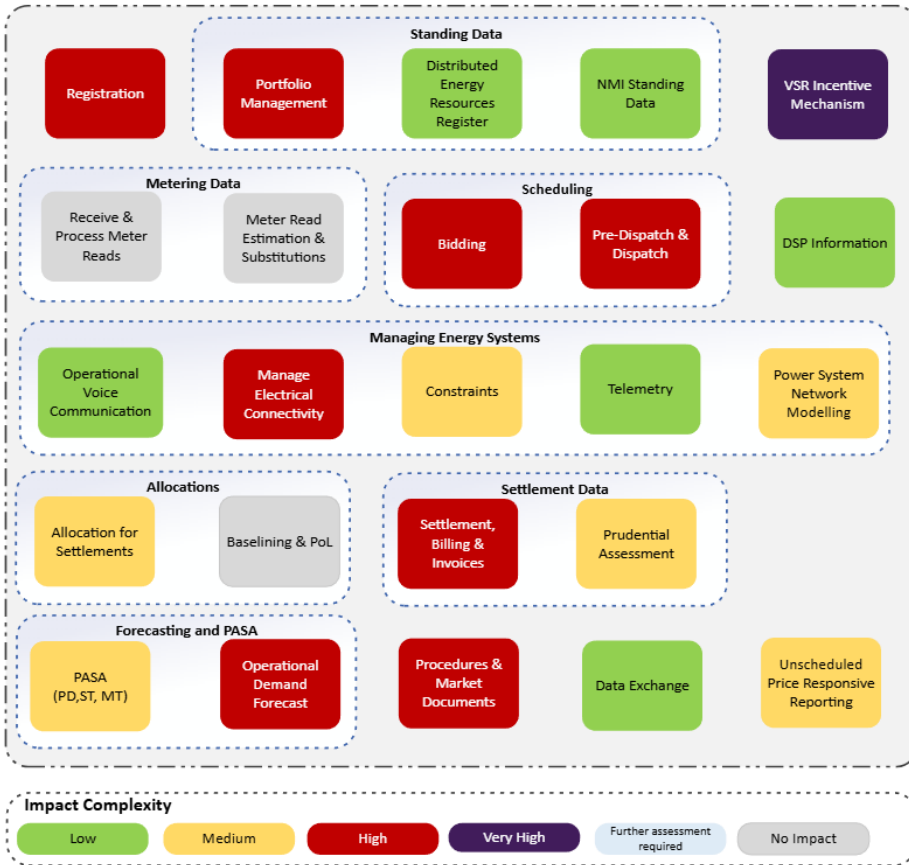 Standing Data
Registration
Portfolio
Management
Distributed
Energy
Resources
Register
NMI Standing
Data
VSR Incentive
Mechanism
Metering Data
Receive &
Process Meter
Reads
Meter Read
Estimation &
Substitutions
Scheduling
Bidding
Pre-Dispatch &
Dispatch
DSP Information
Managing Energy Systems
Operational
Voice
Communication
Manage
Electrical
Connectivity
Constraints
Telemetry
Power System
Network
Modelling
Allocations
Allocation for
Settlements
Baselining & PoL
Settlement Data
Settlement,
Billing &
Invoices
Prudential
Assessment
Forecasting and PASA
PASA
(PD,ST, MT)
Operational
Demand
Forecast
Procedures &
Market
Documents
Data Exchange
Unscheduled
Price Responsive
Reporting
Impact Complexity
Low
Medium
High
Very High
Further assessment
required
No Impact